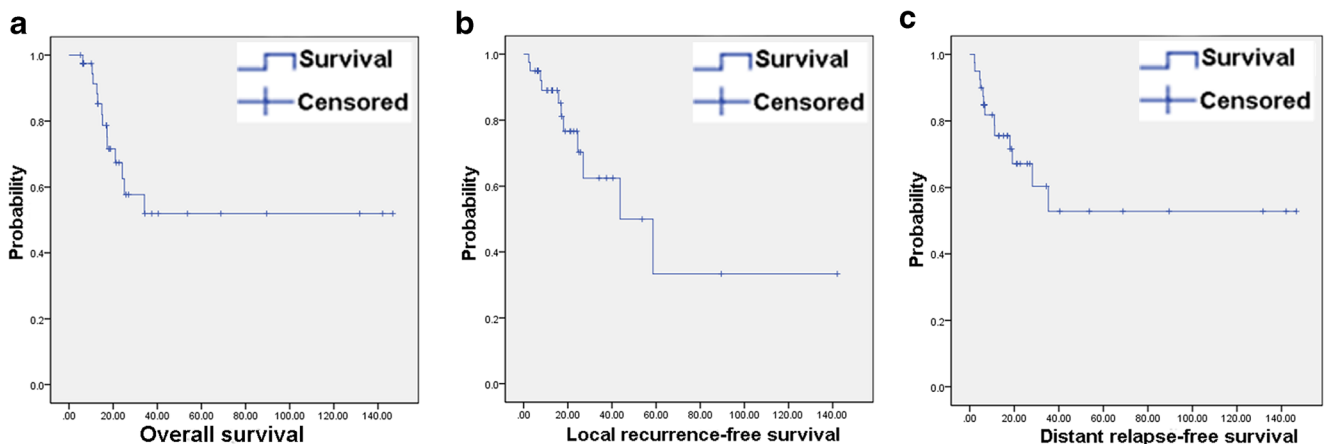 a
Survival
Censored
Probability
1.0
0.8
0.6
0.4
0.2
0.0
.00 20.00 40.00 60.00 80.00 100.00 120.00 140.00
Overall survival
b
Survival
Censored
Probability
1.0
0.8
0.6
0.4
0.2
0.0
.00 20.00 40.00 60.00 80.00 100.00 120.00 140.00
Local recurrence-free survival
c
Survival
Censored
Probability
1.0
0.8
0.6
0.4
0.2
0.0
.00 20.00 40.00 60.00 80.00 100.00 120.00 140.00
Distant relapse-free survival